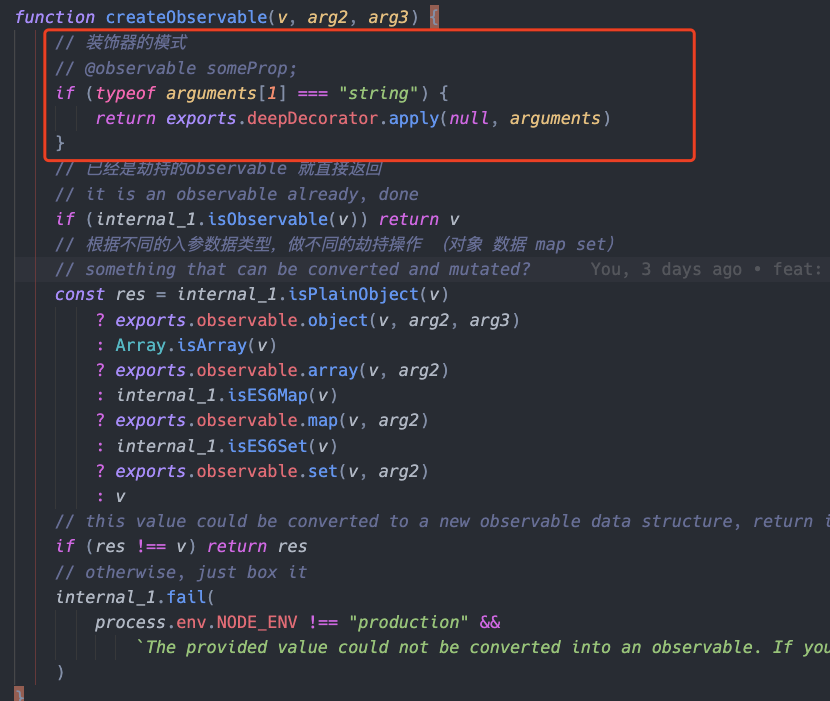 function createObservable(v, arg2, arg3) {
// 装饰器的模式
// @observable someProp;
if (typeof arguments[1] === "string") {
return exports.deepDecorator.apply(null, arguments)
}
// 已经是劫持的observable 就直接返回
// it is an observable already, done
if (internal_1.isObservable(v)) return v
// 根据不同的入参数据类型，做不同的劫持操作 （对象 数据 map set）
// something that can be converted and mutated? You, 3 days ago • feat:
const res = internal_1.isPlainObject(v)
? exports.observable.object(v, arg2, arg3)
: Array.isArray(v)
? exports.observable.array(v, arg2)
: internal_1.isES6Map(v)
? exports.observable.map(v, arg2)
: internal_1.isES6Set(v)
? exports.observable.set(v, arg2)
: v
// this value could be converted to a new observable data structure, return
if (res !== v) return res
// otherwise, just box it
internal_1.fail(
process.env.NODE_ENV !== "production" &&
`The provided value could not be converted into an observable. If you
)
}